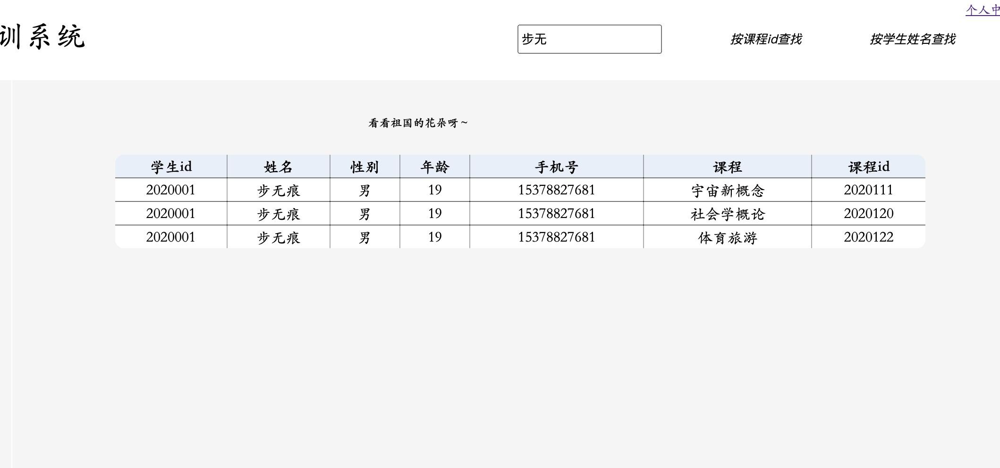 个人中
训系统
步无 按课程id查找 按学生姓名查找
看看祖国的花朵呀~
学生id 姓名 性别 年龄 手机号 课程 课程id
2020001 步无痕 男 19 15378827681 宇宙新概念 2020111
2020001 步无痕 男 19 15378827681 社会学概论 2020120
2020001 步无痕 男 19 15378827681 体育旅游 2020122